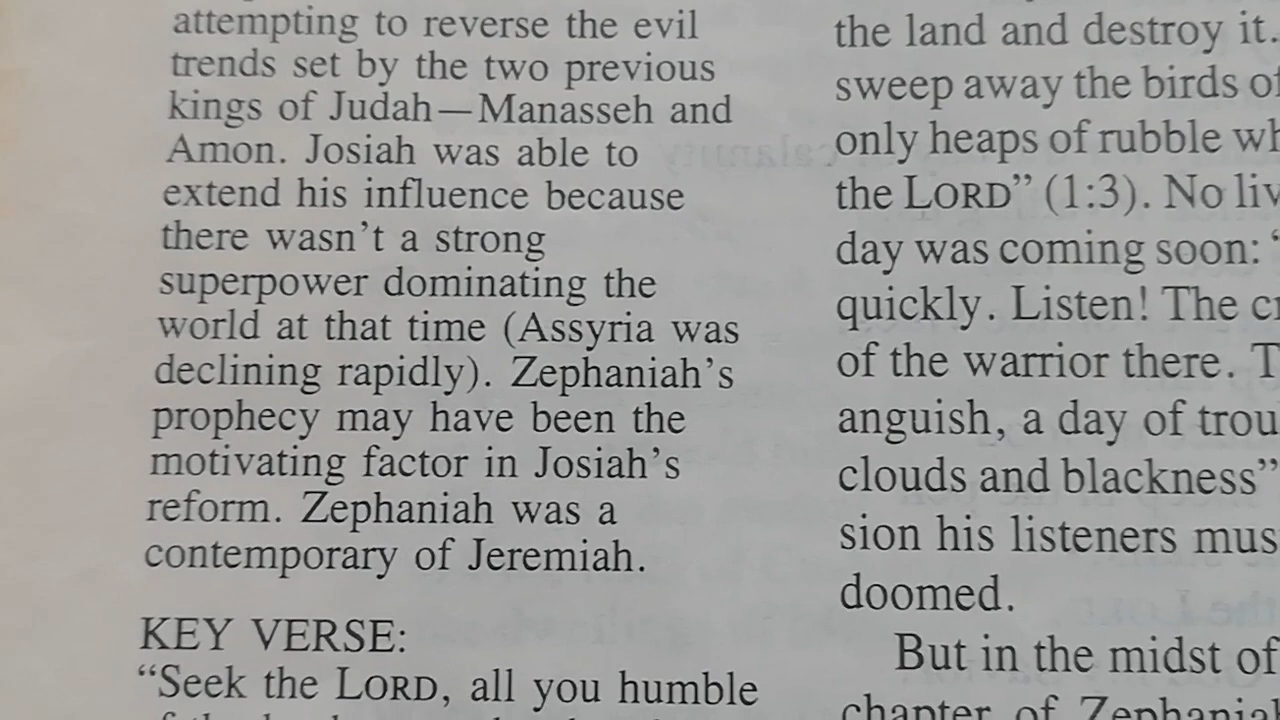 attempting to reverse the evil
trends set by the two previous
kings of Judah—Manasseh and
Amon. Josiah was able to
extend his influence because
there wasn't a strong
superpower dominating the
world at that time (Assyria was
declining rapidly). Zephaniah's
prophecy may have been the
motivating factor in Josiah's
reform. Zephaniah was a
contemporary of Jeremiah.
KEY VERSE:
“Seek the LORD, all you humble
the land and destroy it.
sweep away the birds of
only heaps of rubble
the LORD” (1:3). No
day was coming soon:
quickly. Listen! The
of the warrior there.
anguish, a day of
clouds and blackness”
sion his listeners
doomed.
But in the midst of
chapter of